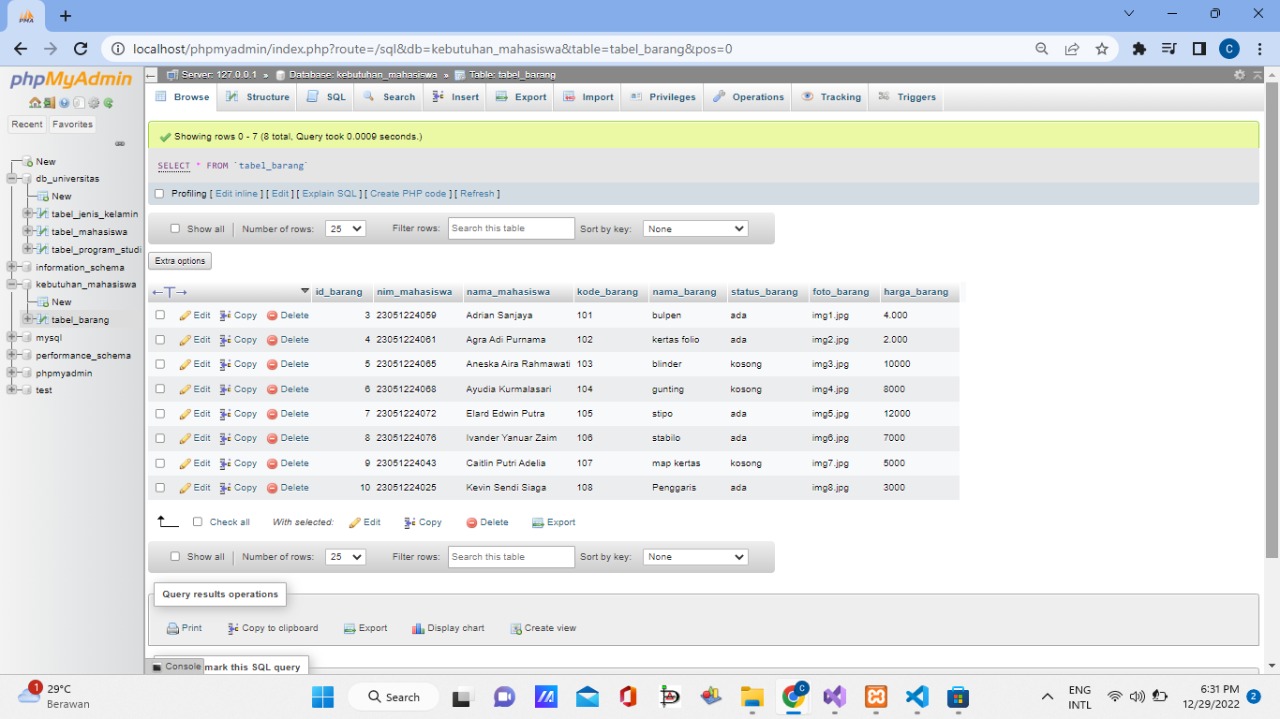 PMA
localhost/phpmyadmin/index.php?route=/sql&db=kebutuhan_mahasiswa&table=tabel_barang&pos=0
C
phpMyAdmin
Recent Favorites
New
db_universitas
New
tabel_jenis_kelamin
tabel_mahasiswa
tabel_program_studi
information_schema
kebutuhan_mahasiswa
New
tabel_barang
mysql
performance_schema
phpmyadmin
test
Server: 127.0.0.1 » Database: kebutuhan_mahasiswa » Table: tabel_barang
Browse Structure SQL Search Insert Export Import Privileges Operations Tracking Triggers
Showing rows 0 - 7 (8 total, Query took 0.0009 seconds.)
SELECT * FROM `tabel_barang`
Profiling [ Edit inline ] [ Edit ] [ Explain SQL ] [ Create PHP code ] [ Refresh ]
Show all Number of rows: 25 Filter rows: Search this table Sort by key: None
Extra options
←T→ id_barang nim_mahasiswa nama_mahasiswa kode_barang nama_barang status_barang foto_barang harga_barang
Edit Copy Delete 3 23051224059 Adrian Sanjaya 101 bulpen ada img1.jpg 4.000
Edit Copy Delete 4 23051224061 Agra Adi Purnama 102 kertas folio ada img2.jpg 2.000
Edit Copy Delete 5 23051224065 Aneska Aira Rahmawati 103 blinder kosong img3.jpg 10000
Edit Copy Delete 6 23051224068 Ayudia Kurmalasari 104 gunting kosong img4.jpg 8000
Edit Copy Delete 7 23051224072 Elard Edwin Putra 105 stipo ada img5.jpg 12000
Edit Copy Delete 8 23051224076 Ivander Yanuar Zaim 106 stabilo ada img6.jpg 7000
Edit Copy Delete 9 23051224043 Caitlin Putri Adelia 107 map kertas kosong img7.jpg 5000
Edit Copy Delete 10 23051224025 Kevin Sendi Siaga 108 Penggaris ada img8.jpg 3000
Check all With selected: Edit Copy Delete Export
Show all Number of rows: 25 Filter rows: Search this table Sort by key: None
Query results operations
Print Copy to clipboard Export Display chart Create view
Console mark this SQL query
1 29°C
Berawan
Search
C
ENG
INTL
6:31 PM
12/29/2022
2